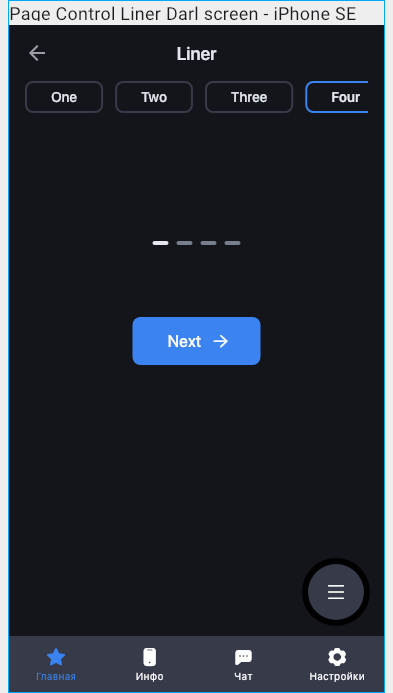 Page Control Liner Darl screen - iPhone SE
Liner
One Two Three Four
Next
Главная Инфо Чат Настройки